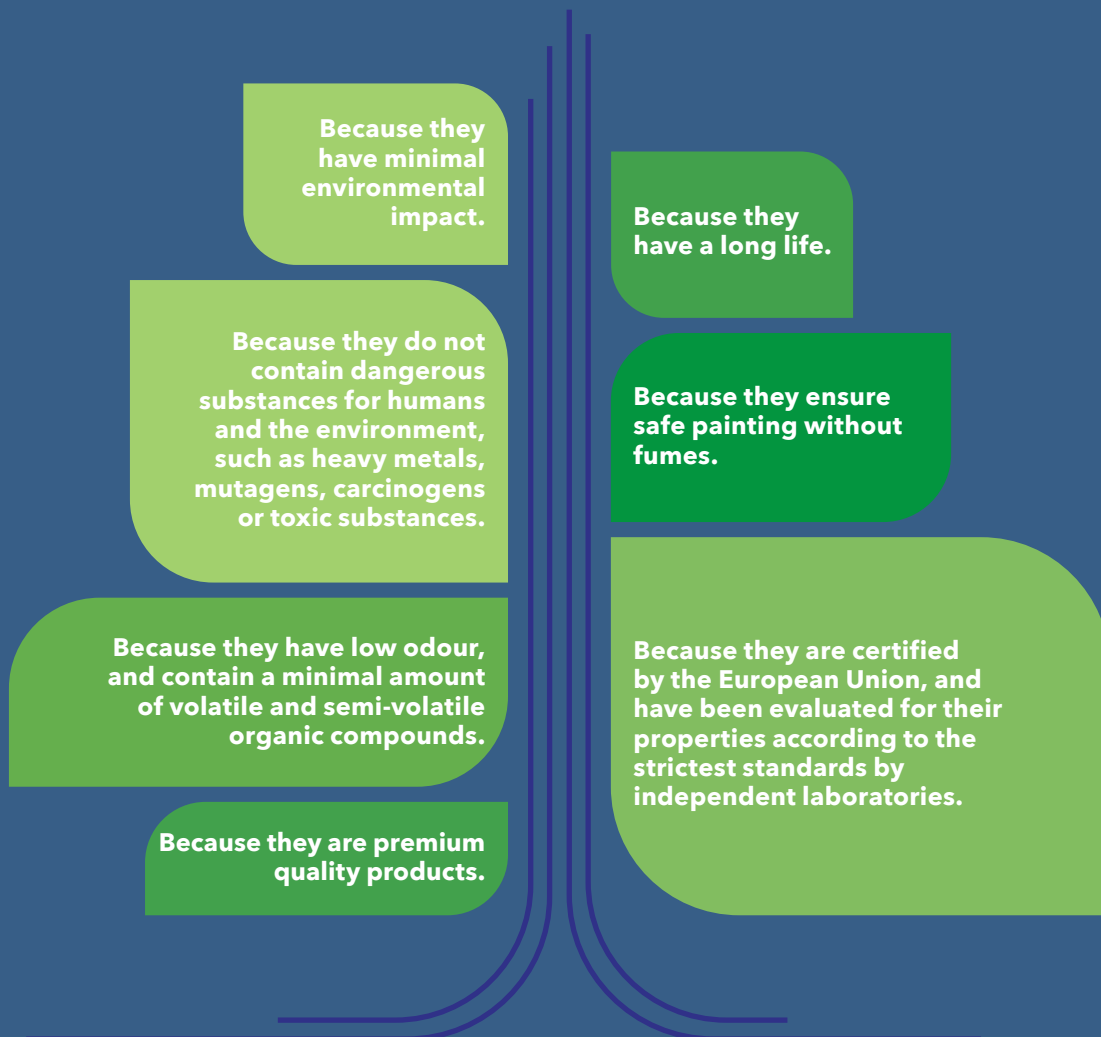 Because they
have minimal
environmental
impact.
Because they do not
contain dangerous
substances for humans
and the environment,
such as heavy metals,
mutagens, carcinogens
or toxic substances.
Because they have low odour,
and contain a minimal amount
of volatile and semi-volatile
organic compounds.
Because they are premium
quality products.
Because they
have a long life.
Because they ensure
safe painting without
fumes.
Because they are certified
by the European Union, and
have been evaluated for their
properties according to the
strictest standards by
independent laboratories.